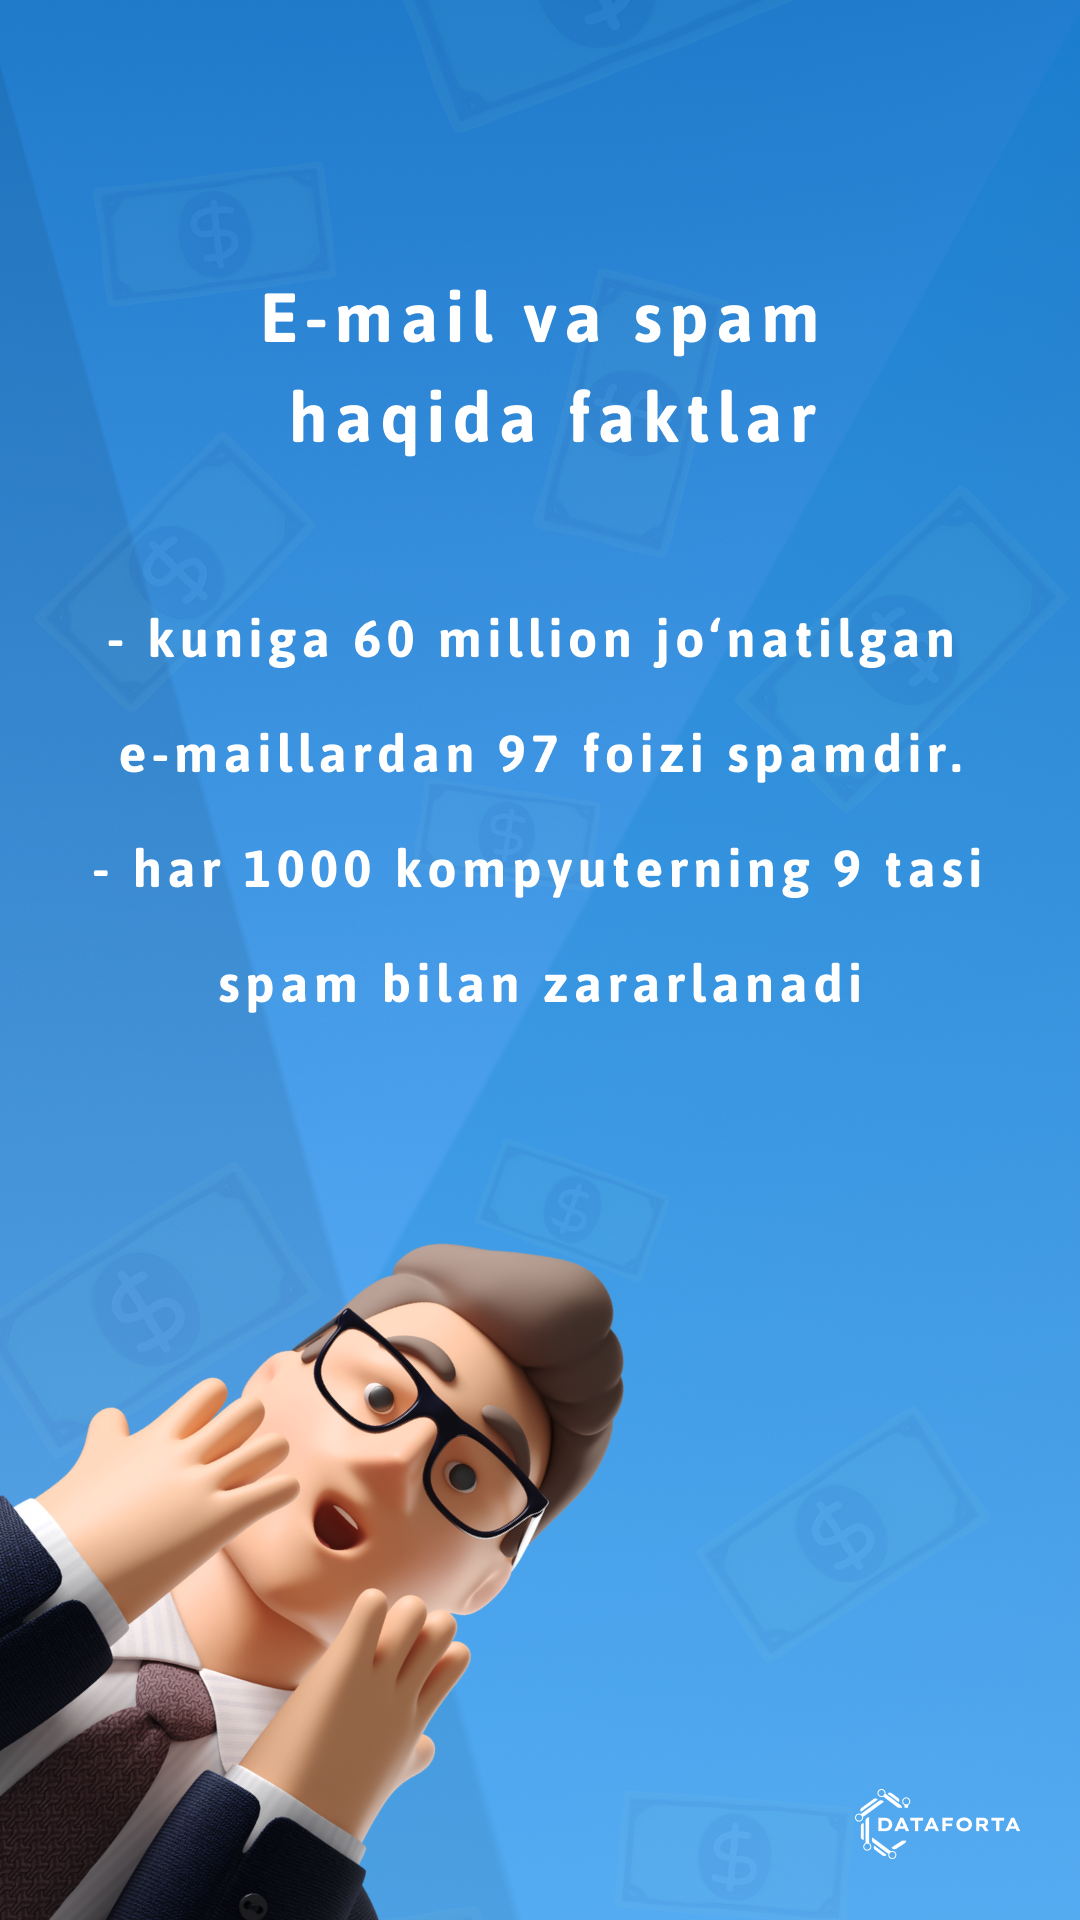 E-mail va spam
haqida faktlar
- kuniga 60 million jo‘natilgan
e-maillardan 97 foizi spamdir.
- har 1000 kompyuterning 9 tasi
spam bilan zararlanadi
DATAFORTA